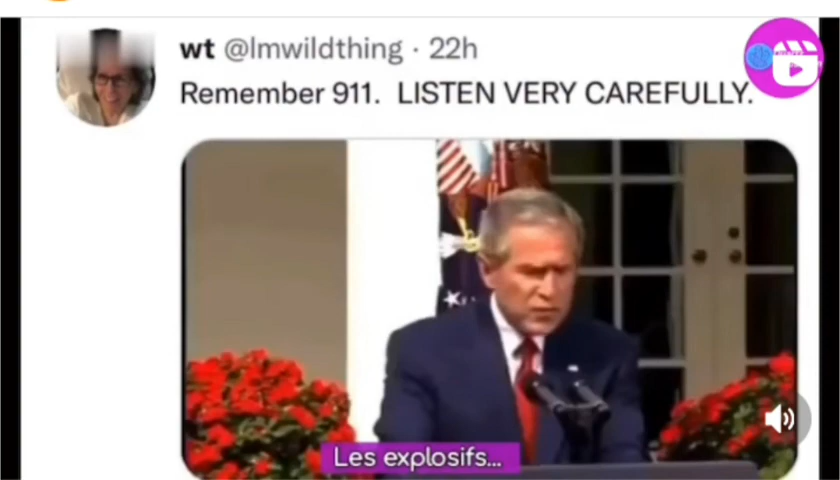 wt @lmwildthing · 22h
Remember 911. LISTEN VERY CAREFULLY.
Les explosifs...